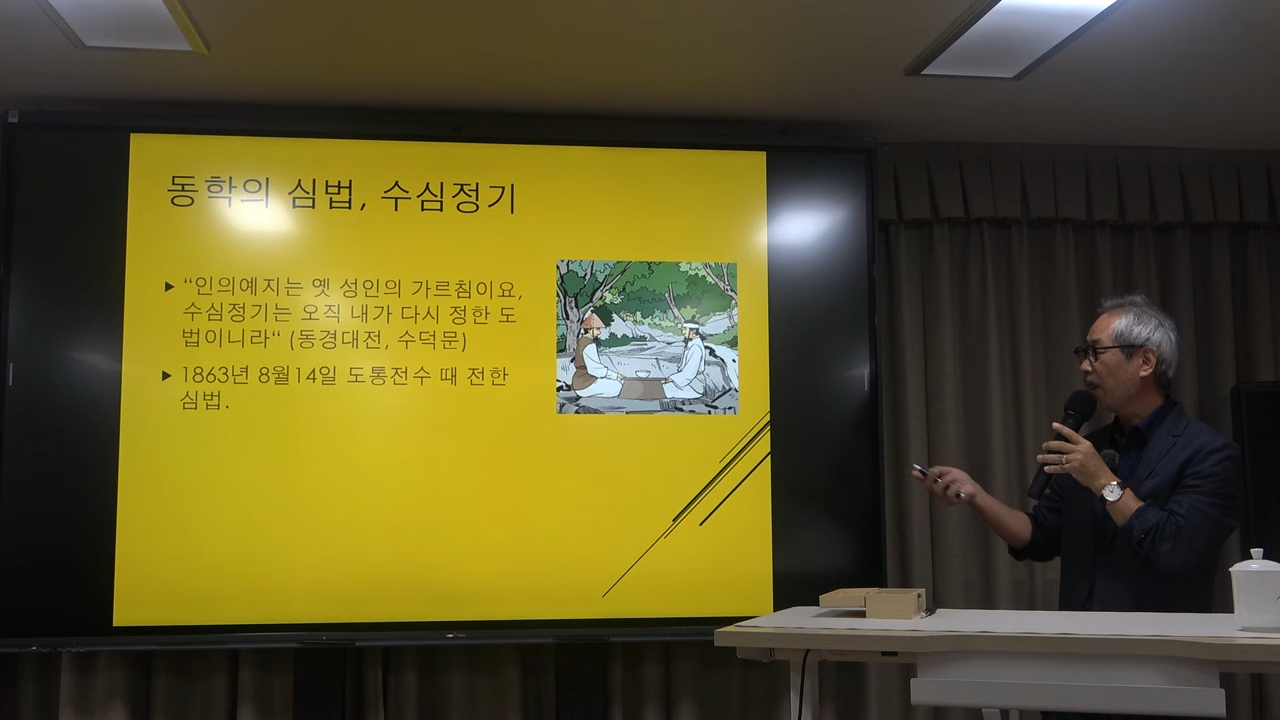 동학의 심법, 수심정기
▶ “인의예지는 옛 성인의 가르침이요,
수심정기는 오직 내가 다시 정한 도
법이니라“ (동경대전, 수덕문)
▶ 1863년 8월14일 도통전수 때 전한
심법.